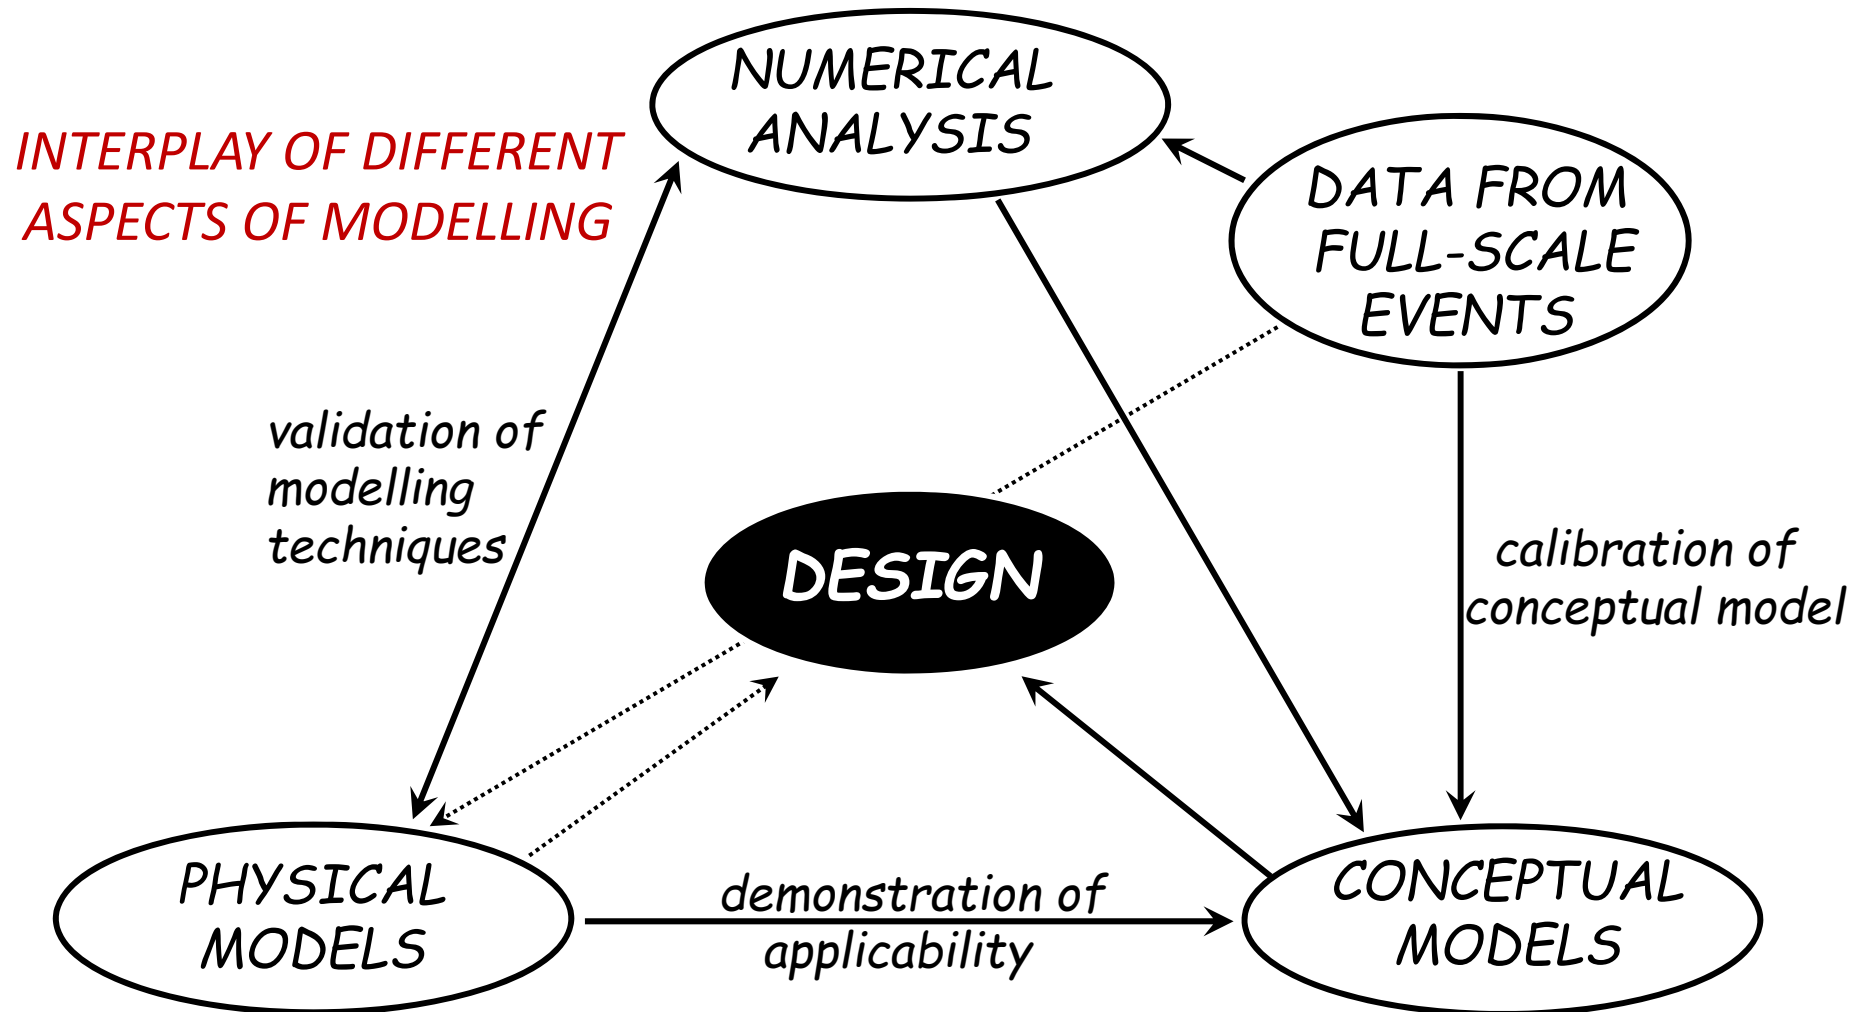 NUMERICAL
ANALYSIS
INTERPLAY OF DIFFERENT
ASPECTS OF MODELLING
DATA FROM
FULL-SCALE
EVENTS
validation of
modelling
techniques
DESIGN
calibration of
conceptual model
PHYSICAL
MODELS
demonstration of
applicability
CONCEPTUAL
MODELS